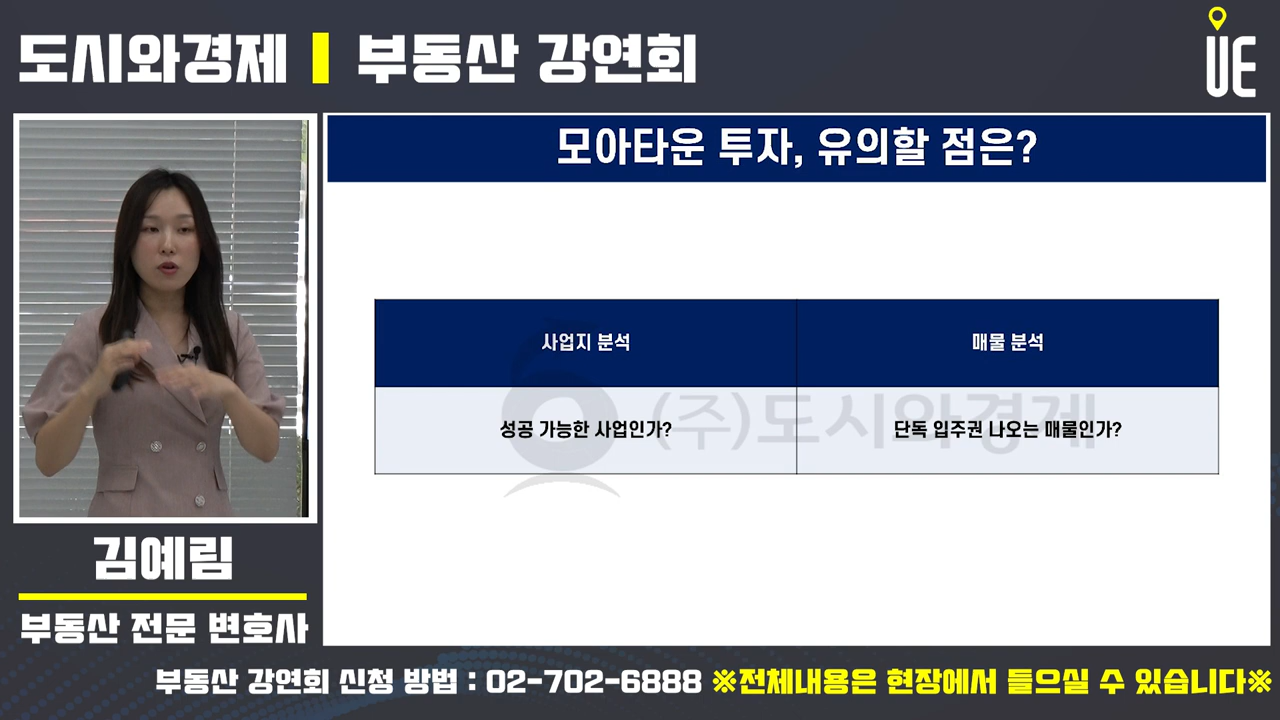 도시와경제 부동산 강연회
UE
모아타운 투자, 유의할 점은?
사업지 분석
매물 분석
(주)도시와경제
성공 가능한 사업인가?
단독 입주권 나오는 매물인가?
김예림
부동산 전문 변호사
부동산 강연회 신청 방법 : 02-702-6888 ※전체내용은 현장에서 들으실 수 있습니다※